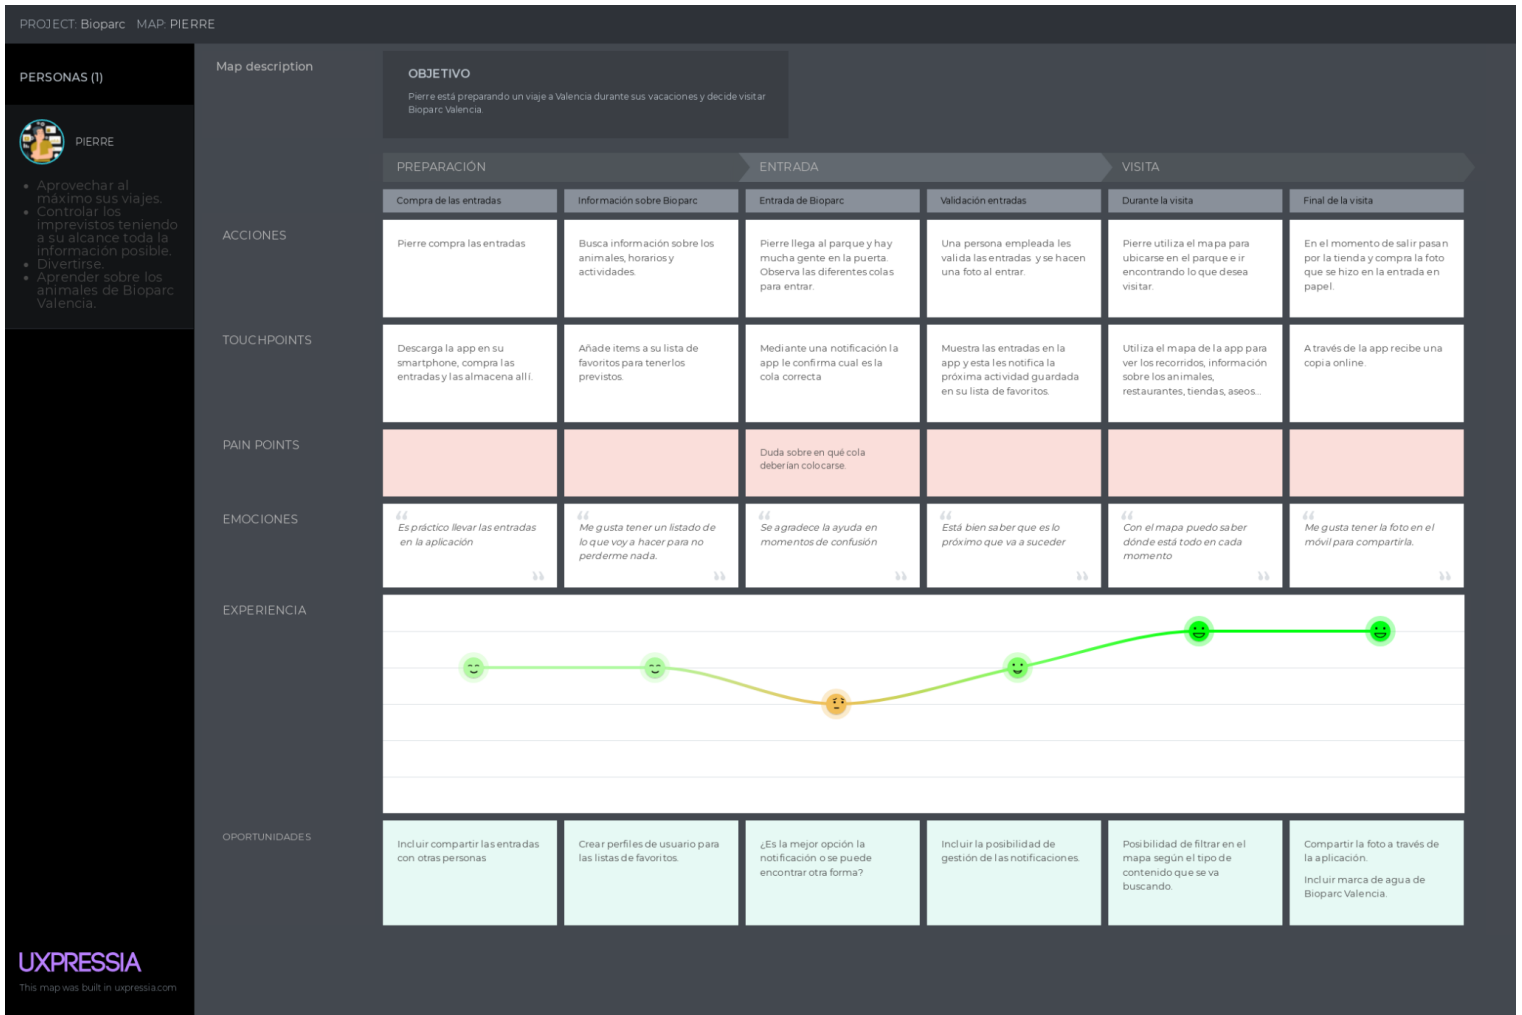 PROJECT: Bioparc MAP: PIERRE
PERSONAS (1)
PIERRE
• Aprovechar al
máximo sus viajes.
• Controlar los
imprevistos teniendo
a su alcance toda la
información posible.
• Divertirse.
• Aprender sobre los
animales de Bioparc
Valencia.
Map description
OBJETIVO
Pierre está preparando un viaje a Valencia durante sus vacaciones y decide visitar
Bioparc Valencia.
PREPARACIÓN
ENTRADA
VISITA
Compra de las entradas
Información sobre Bioparc
Entrada de Bioparc
Validación entradas
Durante la visita
Final de la visita
ACCIONES
Pierre compra las entradas
Busca información sobre los
animales, horarios y
actividades.
Pierre llega al parque y hay
mucha gente en la puerta.
Observa las diferentes colas
para entrar.
Una persona empleada les
valida las entradas y se hacen
una foto al entrar.
Pierre utiliza el mapa para
ubicarse en el parque e ir
encontrando lo que desea
visitar.
En el momento de salir pasan
por la tienda y compra la foto
que se hizo en la entrada en
papel.
TOUCHPOINTS
Descarga la app en su
smartphone, compra las
entradas y las almacena allí.
Añade items a su lista de
favoritos para tenerlos
previstos.
Mediante una notificación la
app le confirma cual es la
cola correcta
Muestra las entradas en la
app y esta les notifica la
próxima actividad guardada
en su lista de favoritos.
Utiliza el mapa de la app para
ver los recorridos, información
sobre los animales,
restaurantes, tiendas, aseos...
A través de la app recibe una
copia online.
PAIN POINTS
Duda sobre en qué cola
deberían colocarse.
EMOCIONES
“ Es práctico llevar las entradas
en la aplicación ”
“ Me gusta tener un listado de
lo que voy a hacer para no
perderme nada. ”
“ Se agradece la ayuda en
momentos de confusión ”
“ Está bien saber que es lo
próximo que va a suceder ”
“ Con el mapa puedo saber
dónde está todo en cada
momento ”
“ Me gusta tener la foto en el
móvil para compartirla. ”
EXPERIENCIA
OPORTUNIDADES
Incluir compartir las entradas
con otras personas
Crear perfiles de usuario para
las listas de favoritos.
¿Es la mejor opción la
notificación o se puede
encontrar otra forma?
Incluir la posibilidad de
gestión de las notificaciones.
Posibilidad de filtrar en el
mapa según el tipo de
contenido que se va
buscando.
Compartir la foto a través de
la aplicación.
Incluir marca de agua de
Bioparc Valencia.
UXPRESSIA
This map was built in uxpressia.com